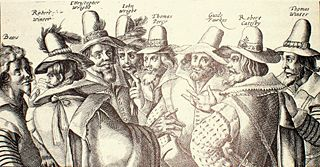 Bates
Robert
Winter
Christopher
Wright
John
Wright
Thomas
Percy
Guido
Fawkes
Robert
Catesby
Thomas
Winter